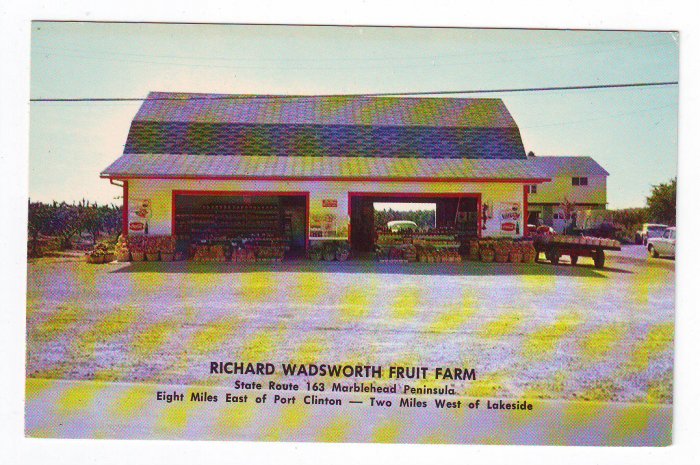 RICHARD WADSWORTH FRUIT FARM
State Route 163 Marblehead Peninsula
Eight Miles East of Port Clinton — Two Miles West of Lakeside